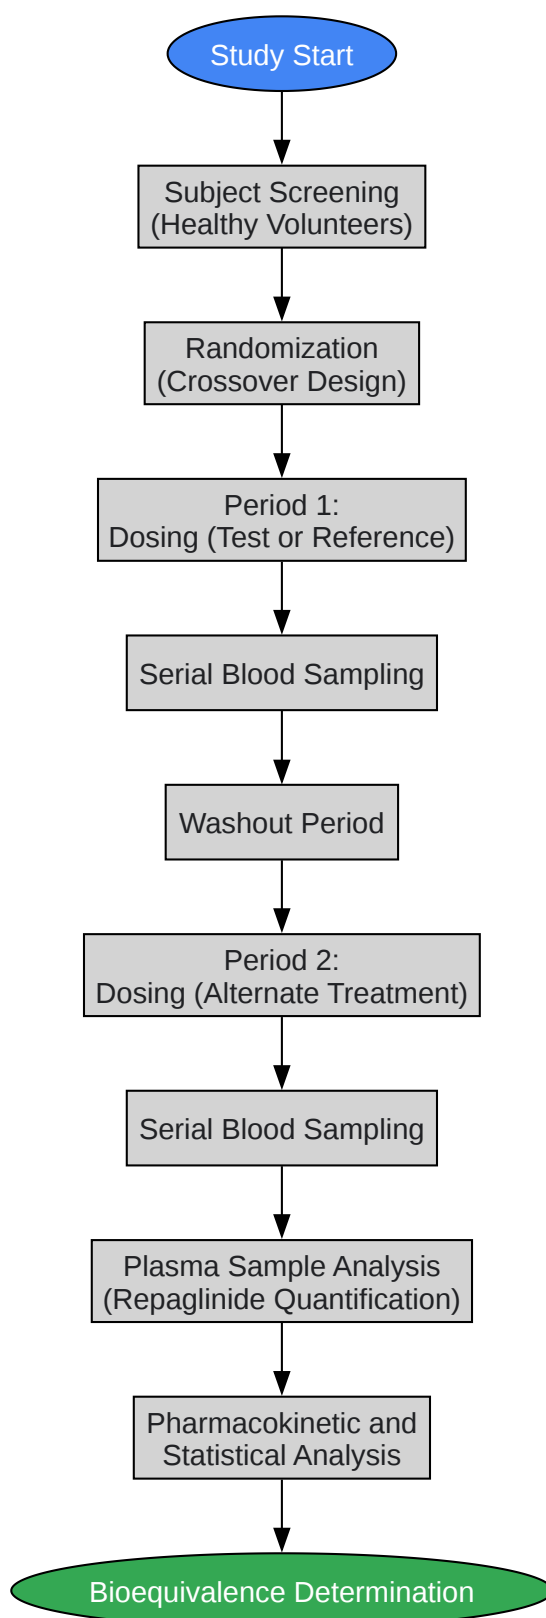 Study Start
Subject Screening
(Healthy Volunteers)
Randomization
(Crossover Design)
Period 1:
Dosing (Test or Reference)
Serial Blood Sampling
Washout Period
Period 2:
Dosing (Alternate Treatment)
Serial Blood Sampling
Plasma Sample Analysis
(Repaglinide Quantification)
Pharmacokinetic and
Statistical Analysis
Bioequivalence Determination